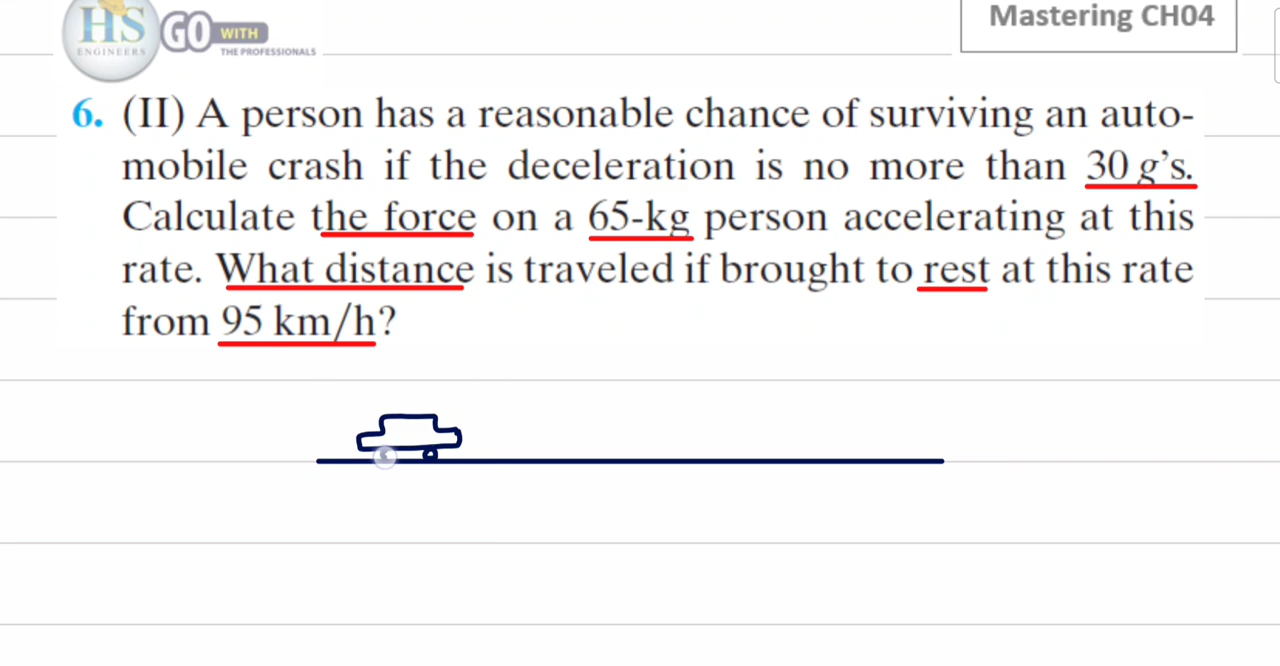 HS
ENGINEERS
GO WITH
THE PROFESSIONALS
Mastering CH04
6. (II) A person has a reasonable chance of surviving an auto-
mobile crash if the deceleration is no more than 30 g’s.
Calculate the force on a 65-kg person accelerating at this
rate. What distance is traveled if brought to rest at this rate
from 95 km/h?